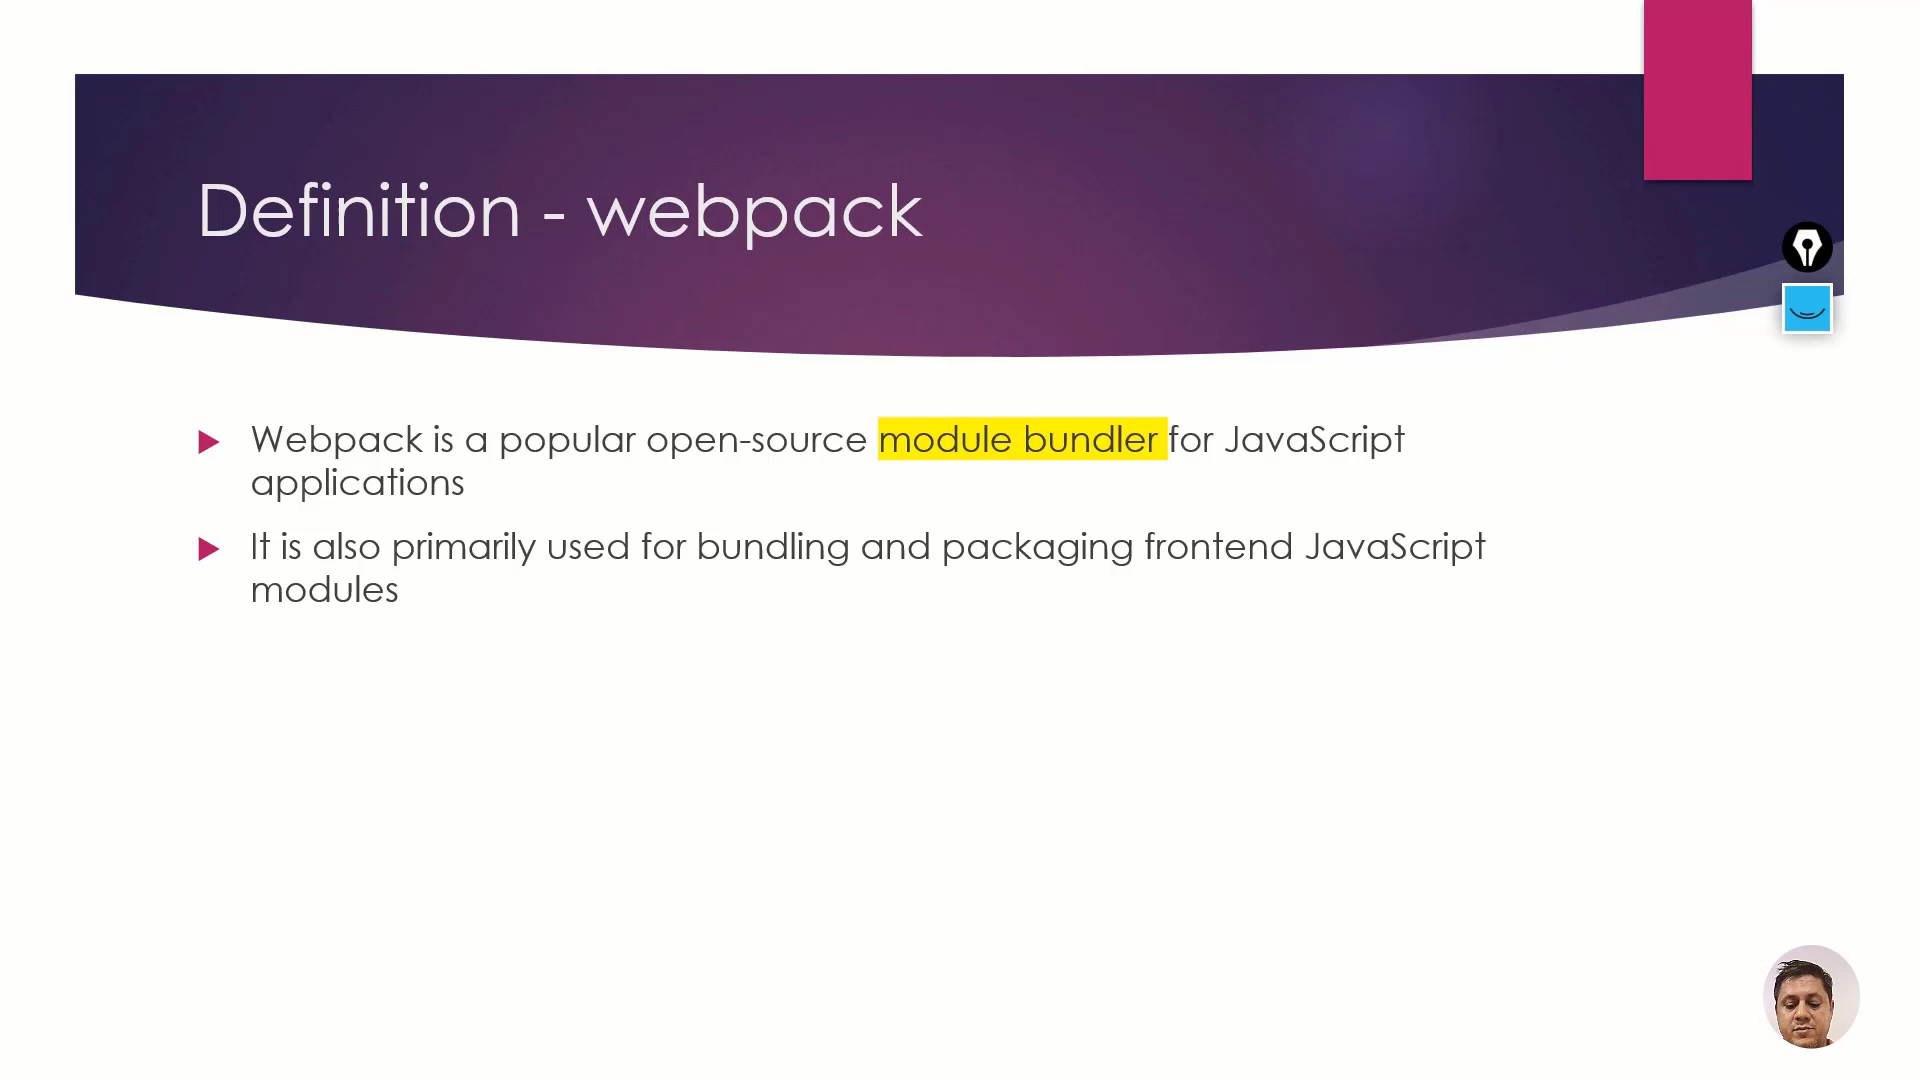 Definition - webpack
Webpack is a popular open-source module bundler for JavaScript
applications
It is also primarily used for bundling and packaging frontend JavaScript
modules